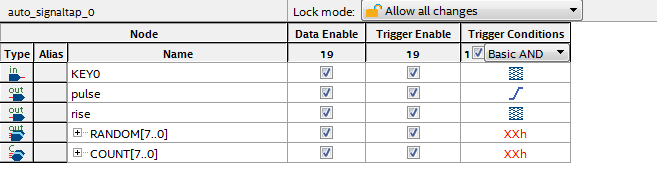 auto_signaltap_0 Lock mode: Allow all changes
Node Data Enable Trigger Enable Trigger Conditions
Type Alias Name 19 19 1 Basic AND
in KEY0
out pulse
out rise
out RANDOM[7..0] XXh
C COUNT[7..0] XXh